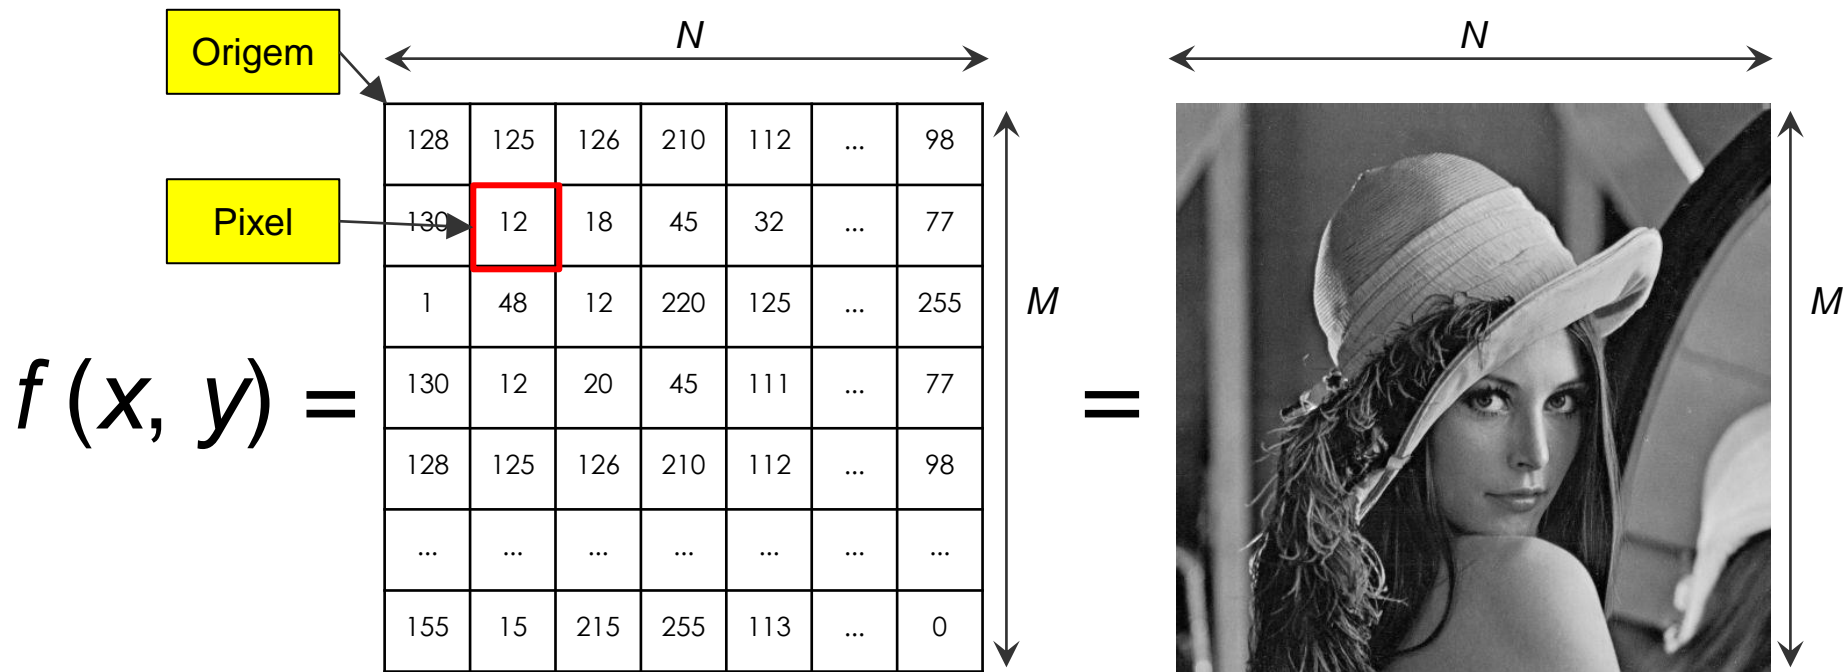 Origem
N
N
128 125 126 210 112 ... 98
Pixel
130 12 18 45 32 ... 77
1 48 12 220 125 ... 255
M
M
f (x, y) =
130 12 20 45 111 ... 77
=
128 125 126 210 112 ... 98
... ... ... ... ... ... ...
155 15 215 255 113 ... 0